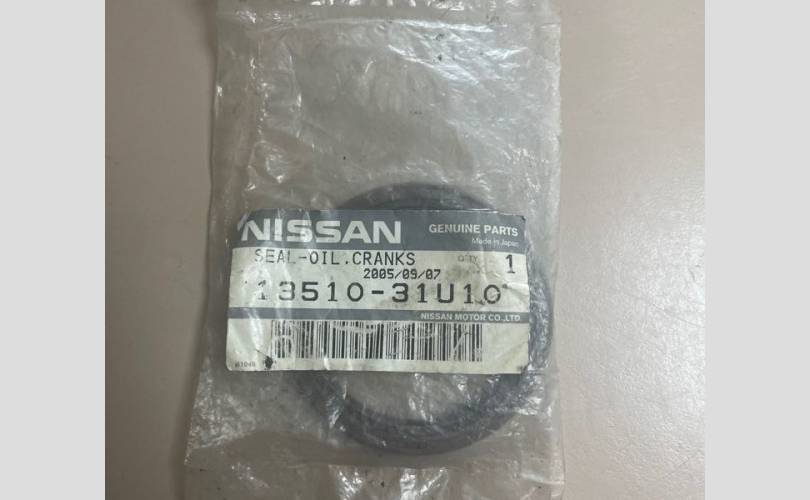 NISSAN GENUINE PARTS
Made in Japan
SEAL-OIL.CRANKS Q'TY 1
2005/09/07
13510-31U10
NISSAN MOTOR CO.,LTD.